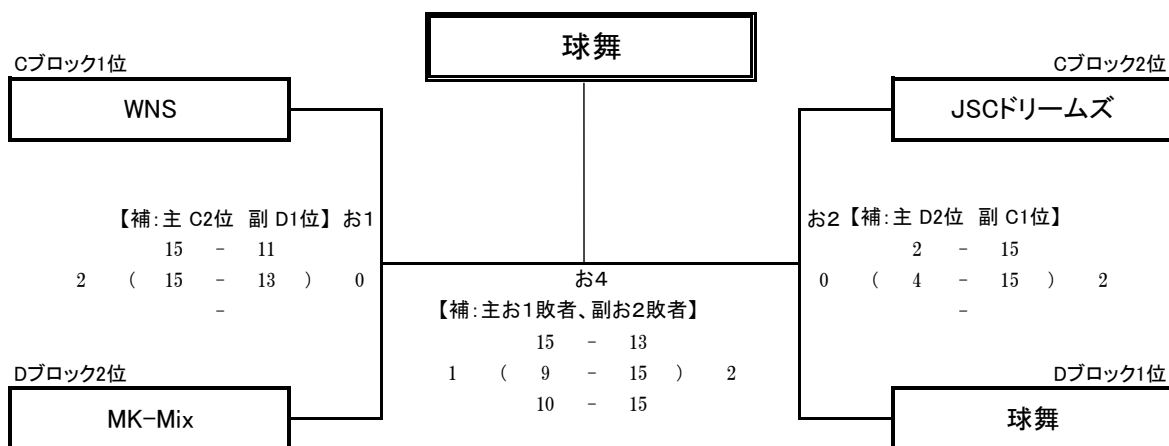 球舞
Cブロック1位
Cブロック2位
WNS
JSCドリームズ
【補:主 C2位 副 D1位】 お1
15 - 11
2 ( 15 - 13 ) 0
-
お2 【補:主 D2位 副 C1位】
2 - 15
0 ( 4 - 15 ) 2
-
お4
【補:主お1敗者、副お2敗者】
15 - 13
1 ( 9 - 15 ) 2
10 - 15
Dブロック2位
Dブロック1位
MK-Mix
球舞